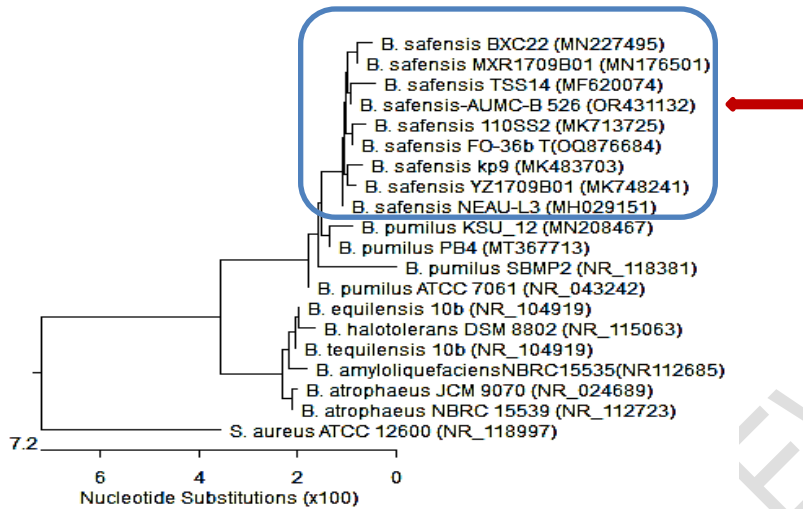 B. safensis BXC22 (MN227495)
B. safensis MXR1709B01 (MN176501)
B. safensis TSS14 (MF620074)
B. safensis-AUMC-B 526 (OR431132)
B. safensis 110SS2 (MK713725)
B. safensis FO-36b T(OQ876684)
B. safensis kp9 (MK483703)
B. safensis YZ1709B01 (MK748241)
B. safensis NEAU-L3 (MH029151)
B. pumilus KSU_12 (MN208467)
B. pumilus PB4 (MT367713)
B. pumilus SBMP2 (NR_118381)
B. pumilus ATCC 7061 (NR_043242)
B. equilensis 10b (NR_104919)
B. halotolerans DSM 8802 (NR_115063)
B. tequilensis 10b (NR_104919)
B. amyloliquefaciensNBRC15535(NR112685)
B. atrophaeus JCM 9070 (NR_024689)
B. atrophaeus NBRC 15539 (NR_112723)
S. aureus ATCC 12600 (NR_118997)
7.2
6 4 2 0
Nucleotide Substitutions (x100)